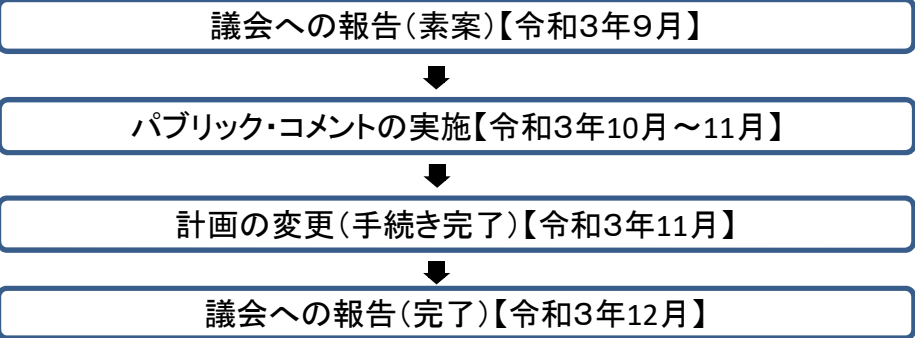 議会への報告（素案）【令和３年９月】
パブリック・コメントの実施【令和３年10月～11月】
計画の変更（手続き完了）【令和３年11月】
議会への報告（完了）【令和３年12月】